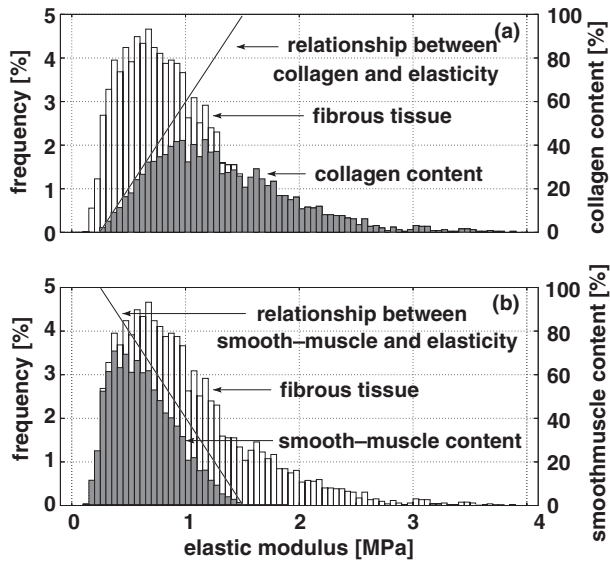 (a)
5
4
3
2
1
0
frequency [%]
100
80
60
40
20
0
collagen content [%]
relationship between
collagen and elasticity
fibrous tissue
collagen content
(b)
5
4
3
2
1
0
frequency [%]
100
80
60
40
20
0
smoothmuscle content [%]
relationship between
smooth–muscle and elasticity
fibrous tissue
smooth–muscle content
0
1
2
3
4
elastic modulus [MPa]